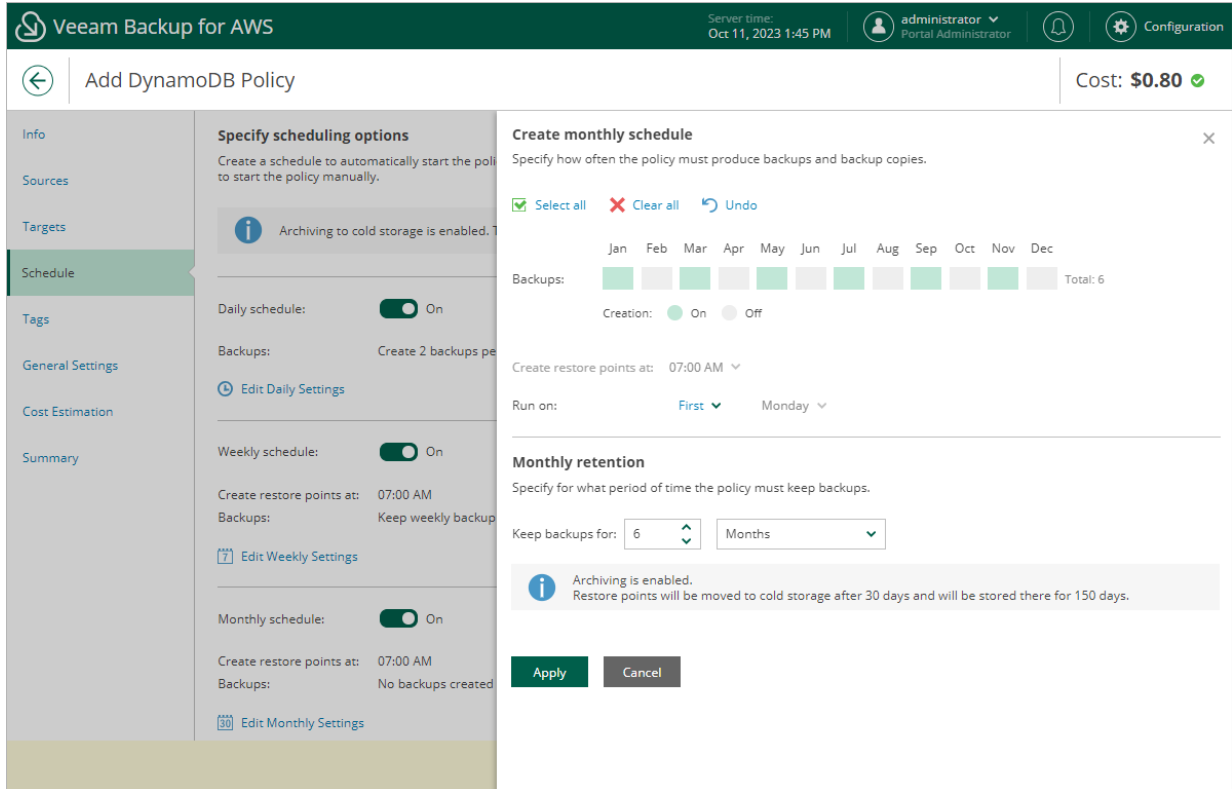 Veeam Backup for AWS
Server time:
Oct 11, 2023 1:45 PM
administrator
Portal Administrator
Configuration
Add DynamoDB Policy
Cost: $0.80
Info
Sources
Targets
Schedule
Tags
General Settings
Cost Estimation
Summary
Specify scheduling options
Create a schedule to automatically start the poli
to start the policy manually.
Archiving to cold storage is enabled. T
Daily schedule: On
Backups: Create 2 backups pe
Edit Daily Settings
Weekly schedule: On
Create restore points at: 07:00 AM
Backups: Keep weekly backup
7 Edit Weekly Settings
Monthly schedule: On
Create restore points at: 07:00 AM
Backups: No backups created
30 Edit Monthly Settings
Create monthly schedule
Specify how often the policy must produce backups and backup copies.
Select all Clear all Undo
Jan Feb Mar Apr May Jun Jul Aug Sep Oct Nov Dec
Backups: Total: 6
Creation: On Off
Create restore points at: 07:00 AM
Run on: First Monday
Monthly retention
Specify for what period of time the policy must keep backups.
Keep backups for: 6 Months
Archiving is enabled.
Restore points will be moved to cold storage after 30 days and will be stored there for 150 days.
Apply Cancel